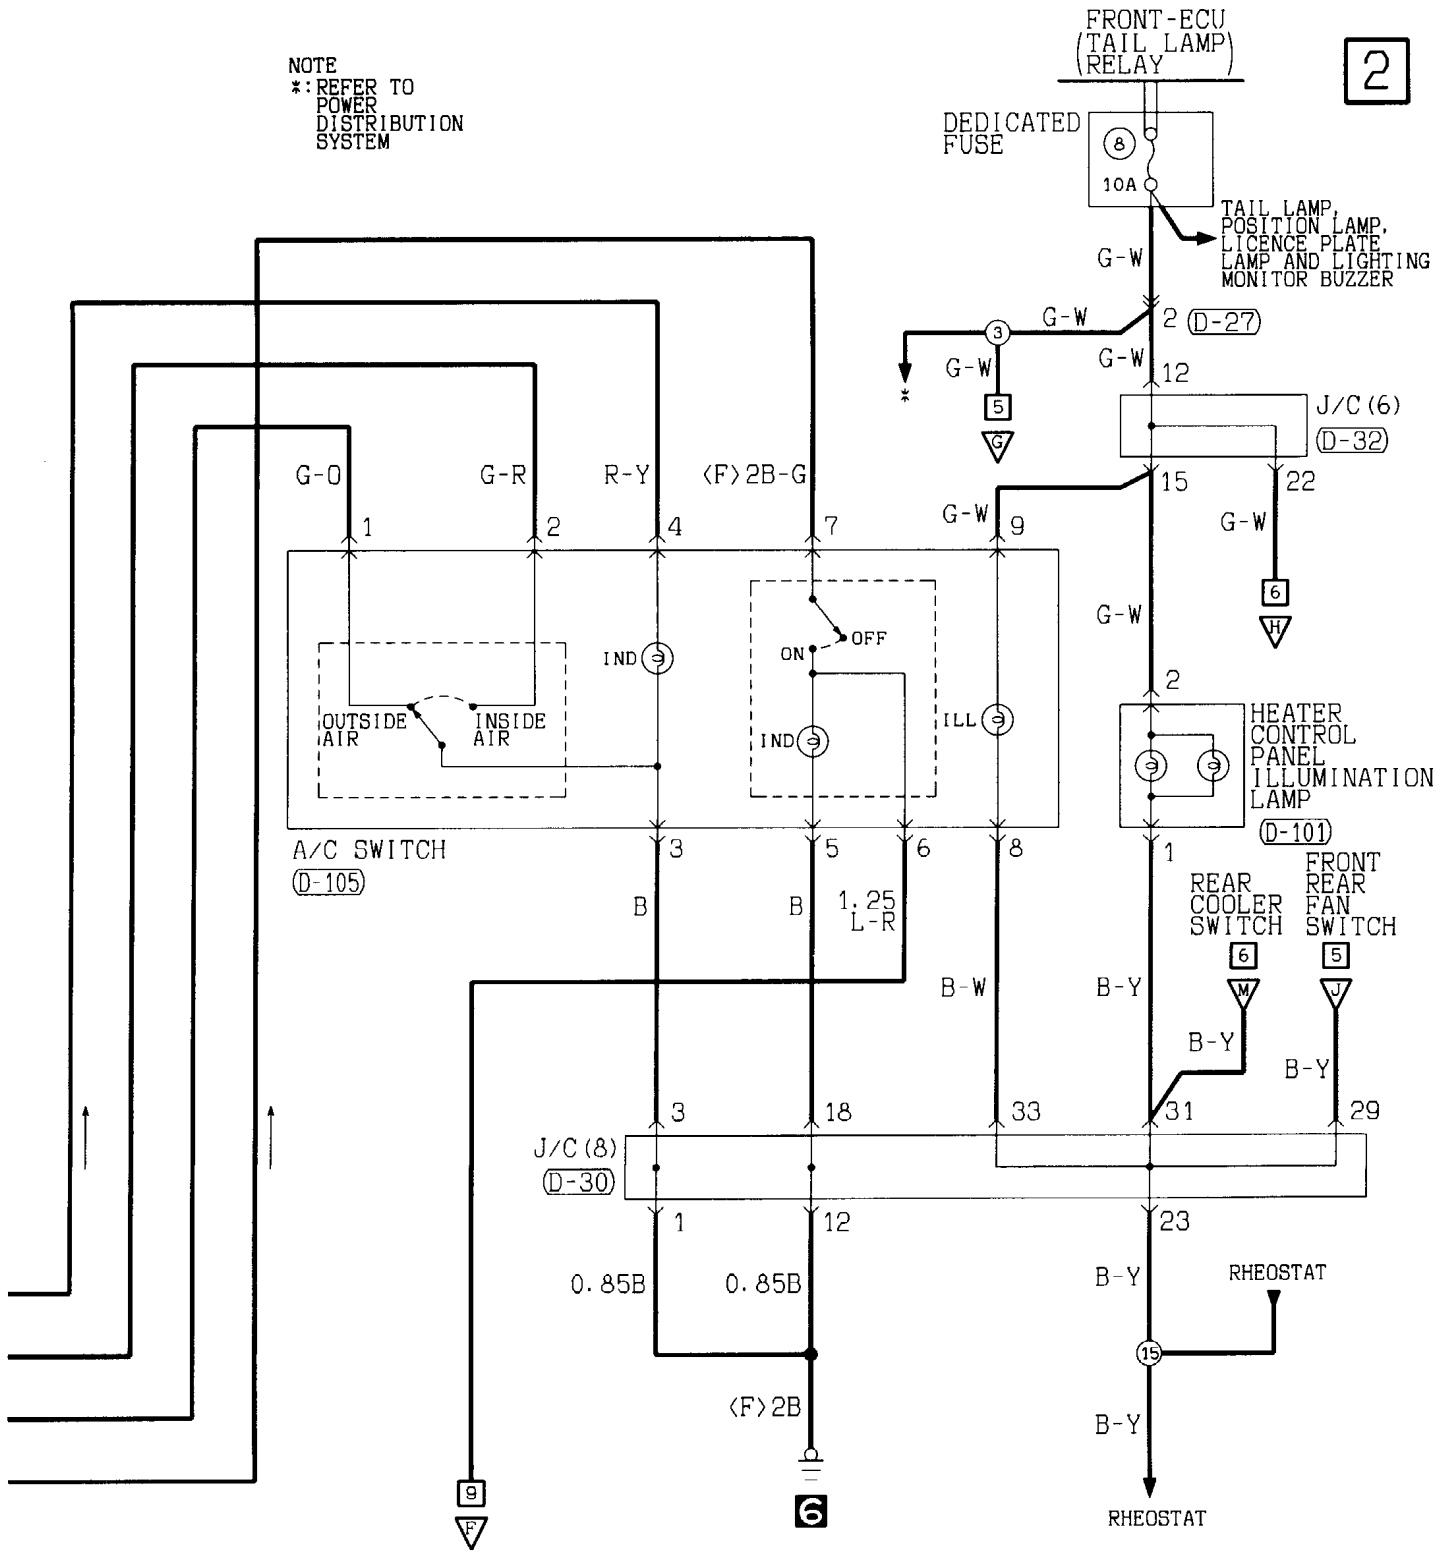 FRONT-ECU
(TAIL LAMP)
RELAY
2
NOTE
*:REFER TO
POWER
DISTRIBUTION
SYSTEM
DEDICATED
FUSE
8
10A
TAIL LAMP,
POSITION LAMP,
LICENCE PLATE
LAMP AND LIGHTING
MONITOR BUZZER
G-W
G-W
3
2
D-27
G-W
G-W
12
*
5
G
J/C(6)
D-32
G-O
G-R
R-Y
<F>2B-G
15
22
G-W
G-W
1
2
4
7
9
6
H
G-W
OFF
ON
IND
2
OUTSIDE
AIR
INSIDE
AIR
IND
ILL
HEATER
CONTROL
PANEL
ILLUMINATION
LAMP
D-101
A/C SWITCH
D-105
3
5
6
8
1
REAR
COOLER
SWITCH
FRONT
REAR
FAN
SWITCH
B
B
1.25
L-R
6
M
5
J
B-W
B-Y
B-Y
B-Y
3
18
33
31
29
J/C(8)
D-30
1
12
23
0.85B
0.85B
B-Y
RHEOSTAT
15
<F>2B
B-Y
9
F
6
RHEOSTAT